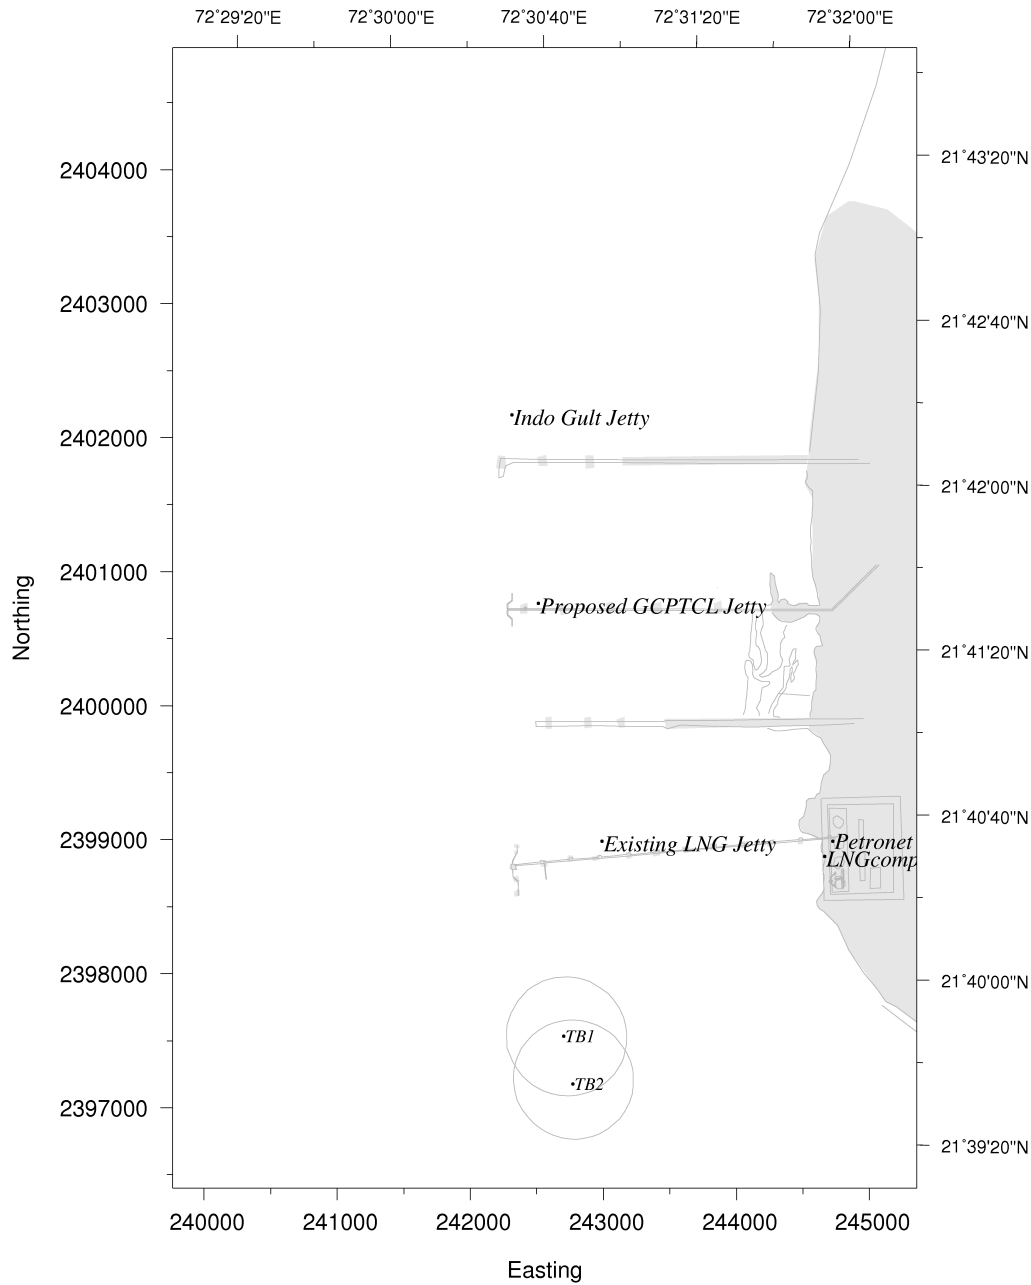 72°29'20"E 72°30'00"E 72°30'40"E 72°31'20"E 72°32'00"E
2404000
21°43'20"N
2403000
21°42'40"N
Indo Gult Jetty
2402000
21°42'00"N
2401000
Proposed GCPTCL Jetty
Northing
21°41'20"N
2400000
21°40'40"N
2399000
Existing LNG Jetty
Petronet
LNGcomp
2398000
21°40'00"N
TB1
TB2
2397000
21°39'20"N
240000 241000 242000 243000 244000 245000
Easting